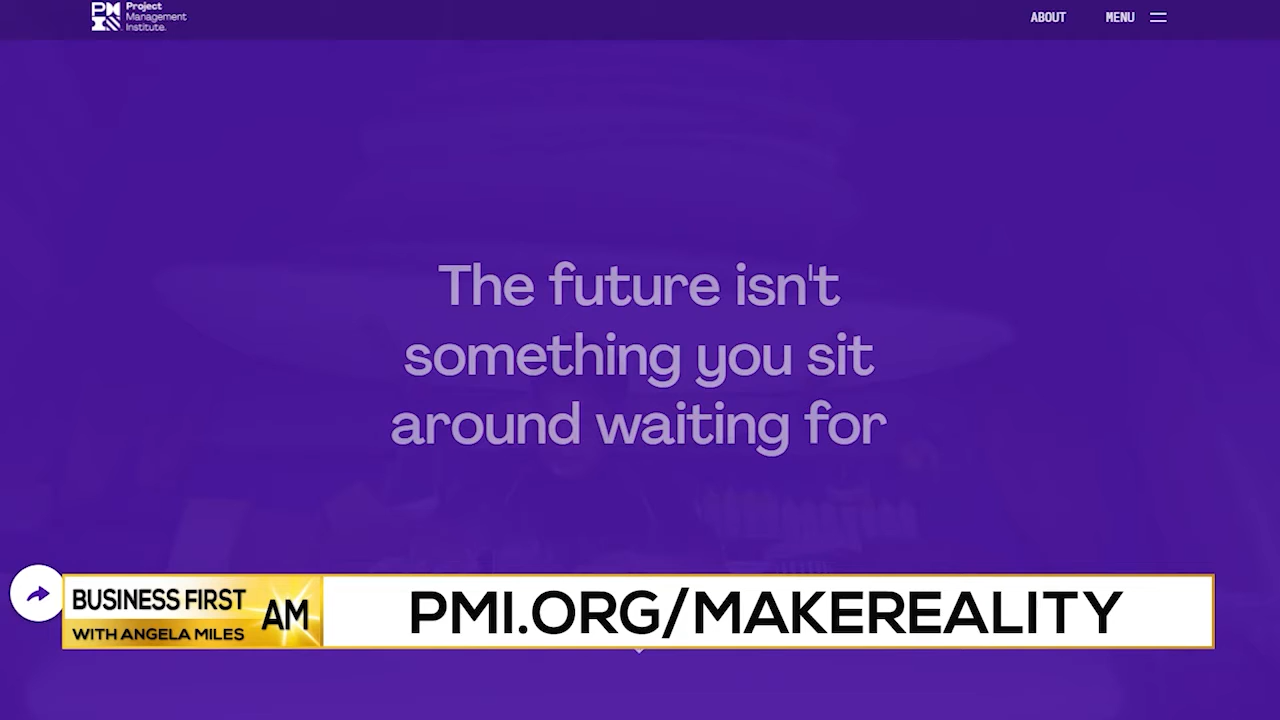 PMI
Project
Management
Institute.
ABOUT
MENU
The future isn't
something you sit
around waiting for
BUSINESS FIRST
AM
WITH ANGELA MILES
PMI.ORG/MAKEREALITY